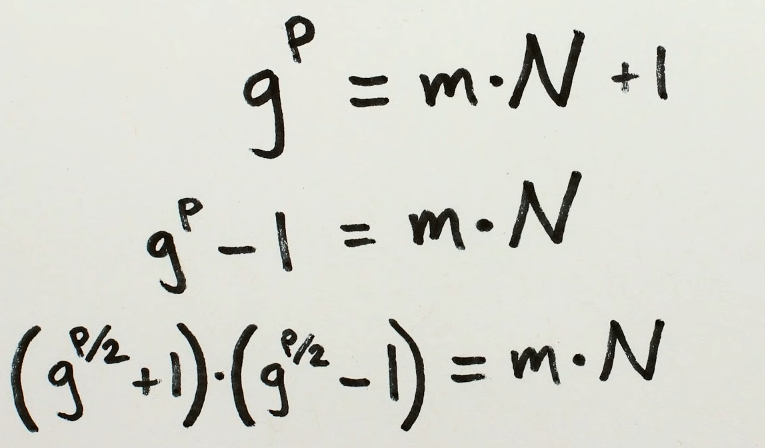 g^p = m·N +1
g^p – 1 = m·N
(g^p/2 +1)·(g^p/2 – 1) = m·N